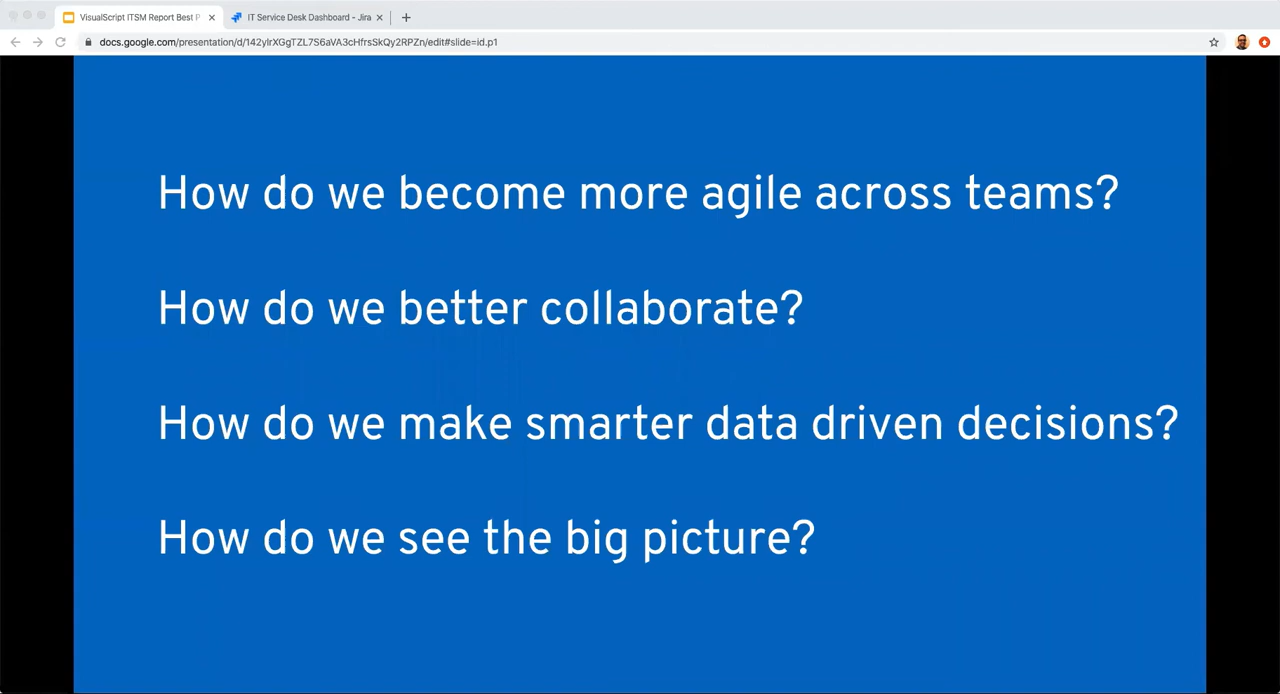 VisualScript ITSM Report Best P
IT Service Desk Dashboard - Jira
docs.google.com/presentation/d/142ylrXGgTZL7S6aVA3cHfrsSkQy2RPZn/edit#slide=id.p1
How do we become more agile across teams?
How do we better collaborate?
How do we make smarter data driven decisions?
How do we see the big picture?